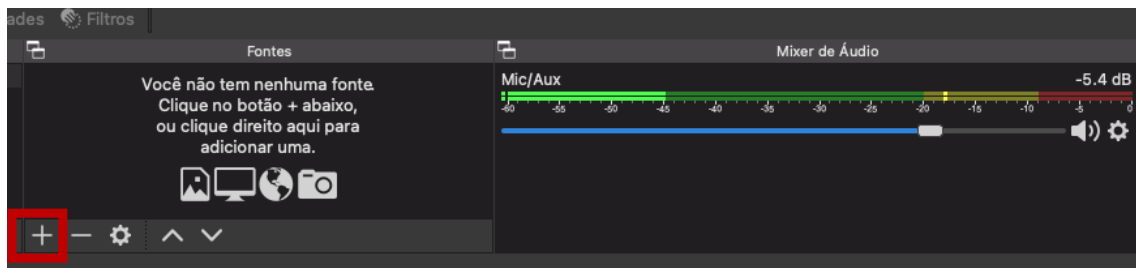 ades Filtros
Fontes
Você não tem nenhuma fonte.
Clique no botão + abaixo,
ou clique direito aqui para
adicionar uma.
Mixer de Áudio
Mic/Aux -5.4 dB
-60 -55 -50 -45 -40 -35 -30 -25 -20 -15 -10 -5 0